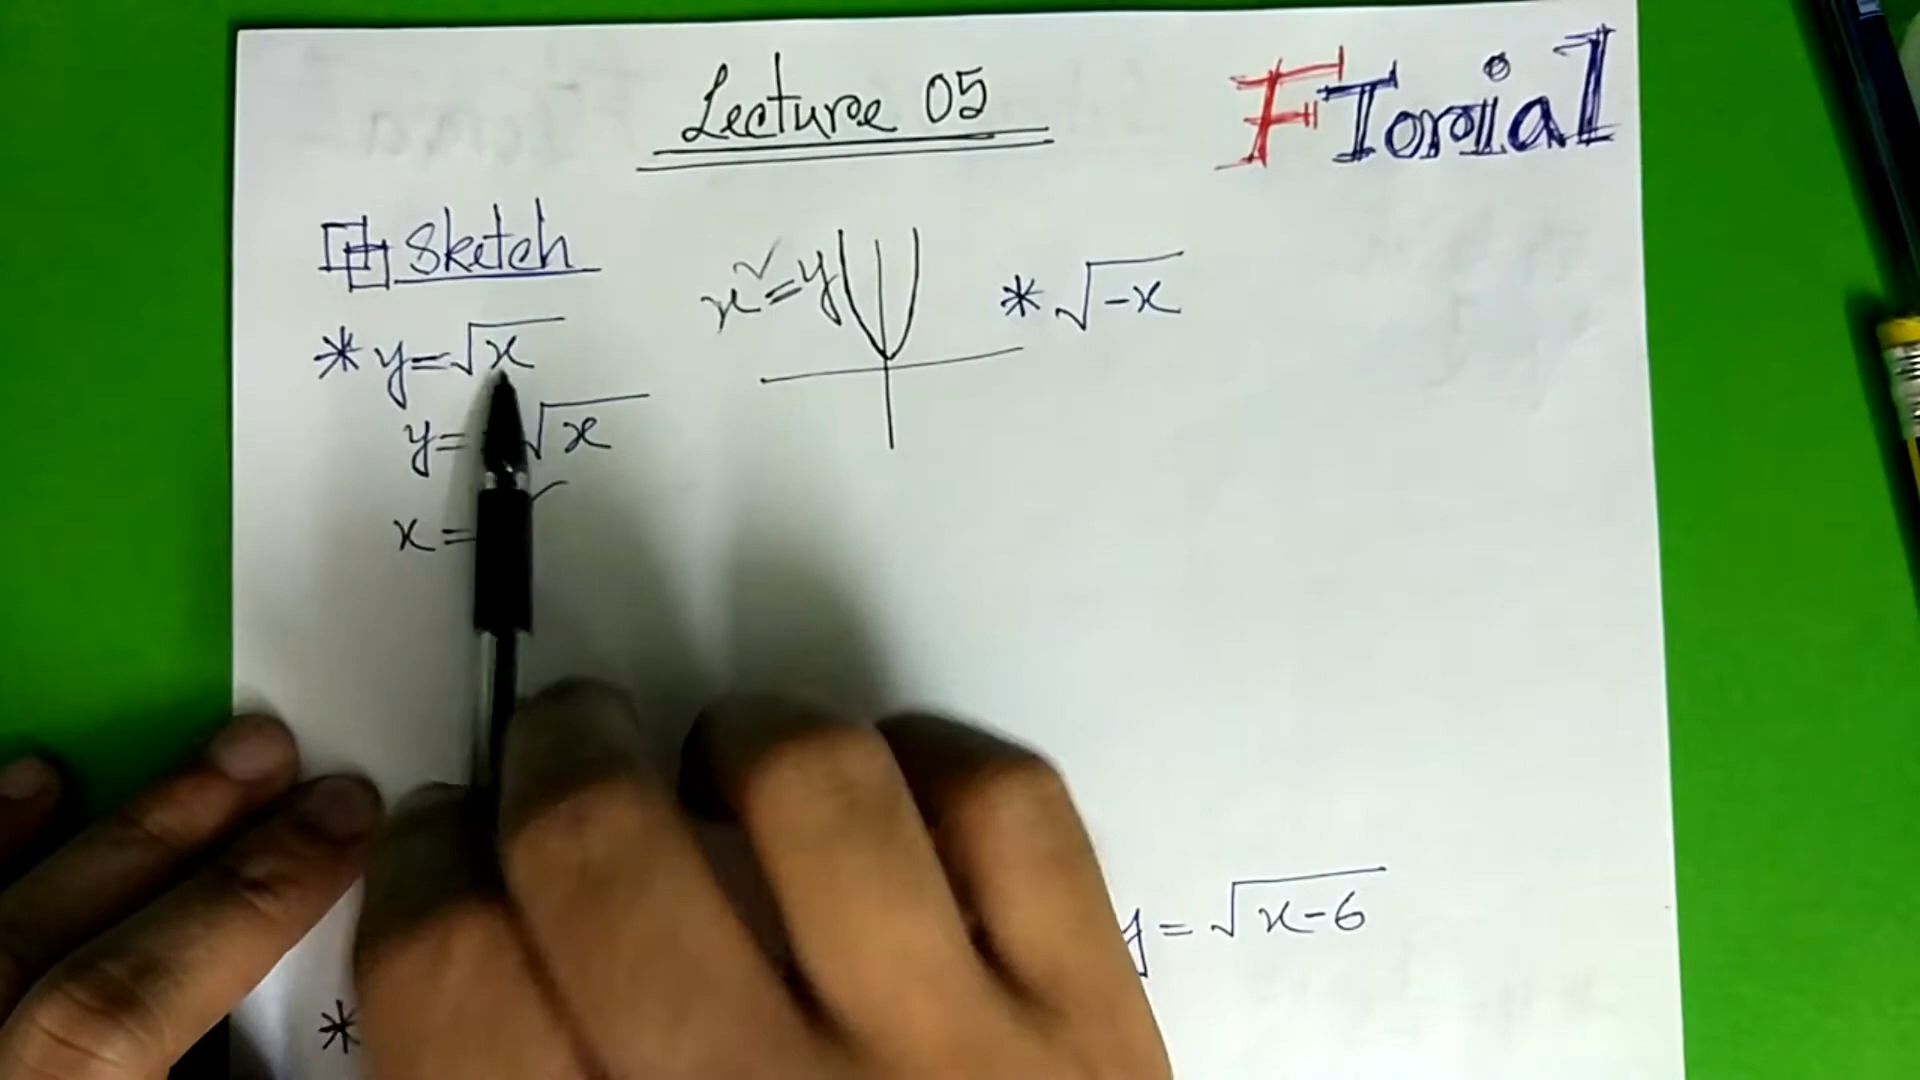 Lecture 05
FTorial
Sketch
* y=√x
y= √x
x=
x²=y
* √-x
y=√x-6
*